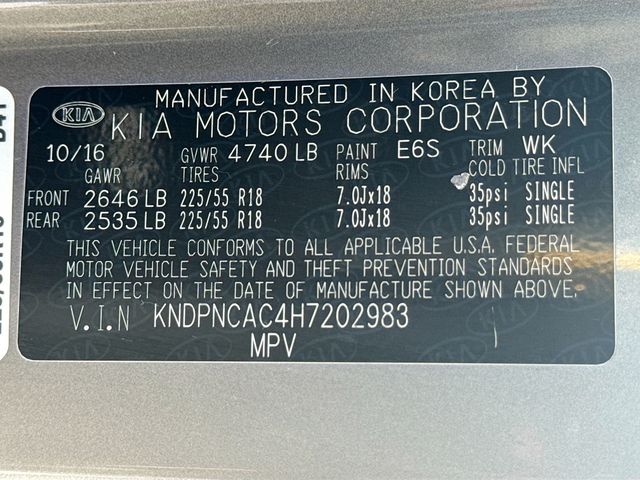 MANUFACTURED IN KOREA BY
KIA KIA MOTORS CORPORATION
10/16 GVWR 4740 LB PAINT E6S TRIM WK
GAWR TIRES RIMS COLD TIRE INFL
FRONT 2646 LB 225/55 R18 7.0Jx18 35psi SINGLE
REAR 2535 LB 225/55 R18 7.0Jx18 35psi SINGLE
THIS VEHICLE CONFORMS TO ALL APPLICABLE U.S.A. FEDERAL
MOTOR VEHICLE SAFETY AND THEFT PREVENTION STANDARDS
IN EFFECT ON THE DATE OF MANUFACTURE SHOWN ABOVE.
V.I.N KNDPNCAC4H7202983
MPV